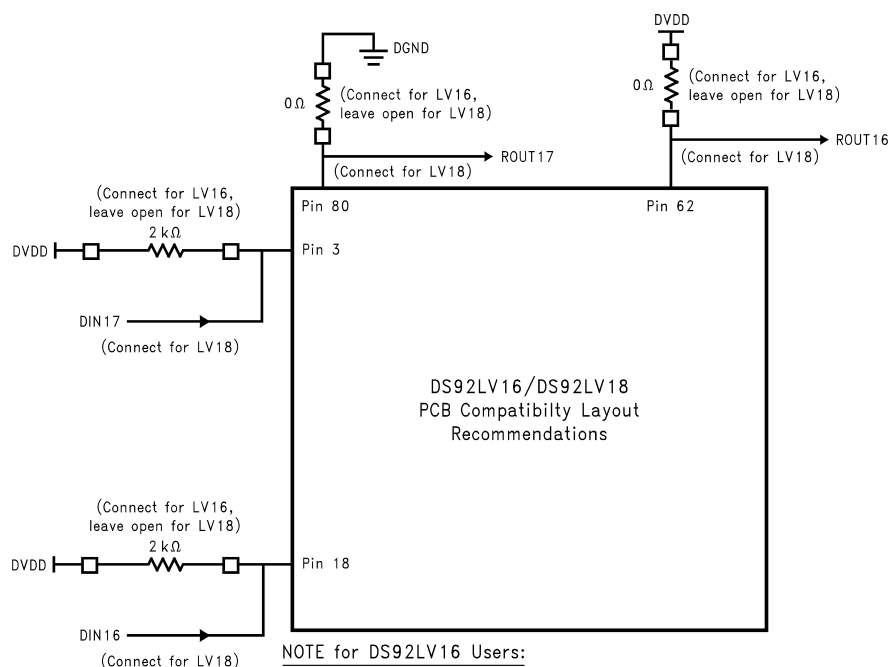 DGND
0Ω
(Connect for LV16,
leave open for LV18)
ROUT17
(Connect for LV18)
DVDD
0Ω
(Connect for LV16,
leave open for LV18)
ROUT16
(Connect for LV18)
Pin 80
Pin 62
(Connect for LV16,
leave open for LV18)
2 kΩ
DVDD
Pin 3
DIN17
(Connect for LV18)
DS92LV16/DS92LV18
PCB Compatibilty Layout
Recommendations
(Connect for LV16,
leave open for LV18)
2 kΩ
DVDD
Pin 18
DIN16
(Connect for LV18)
NOTE for DS92LV16 Users: